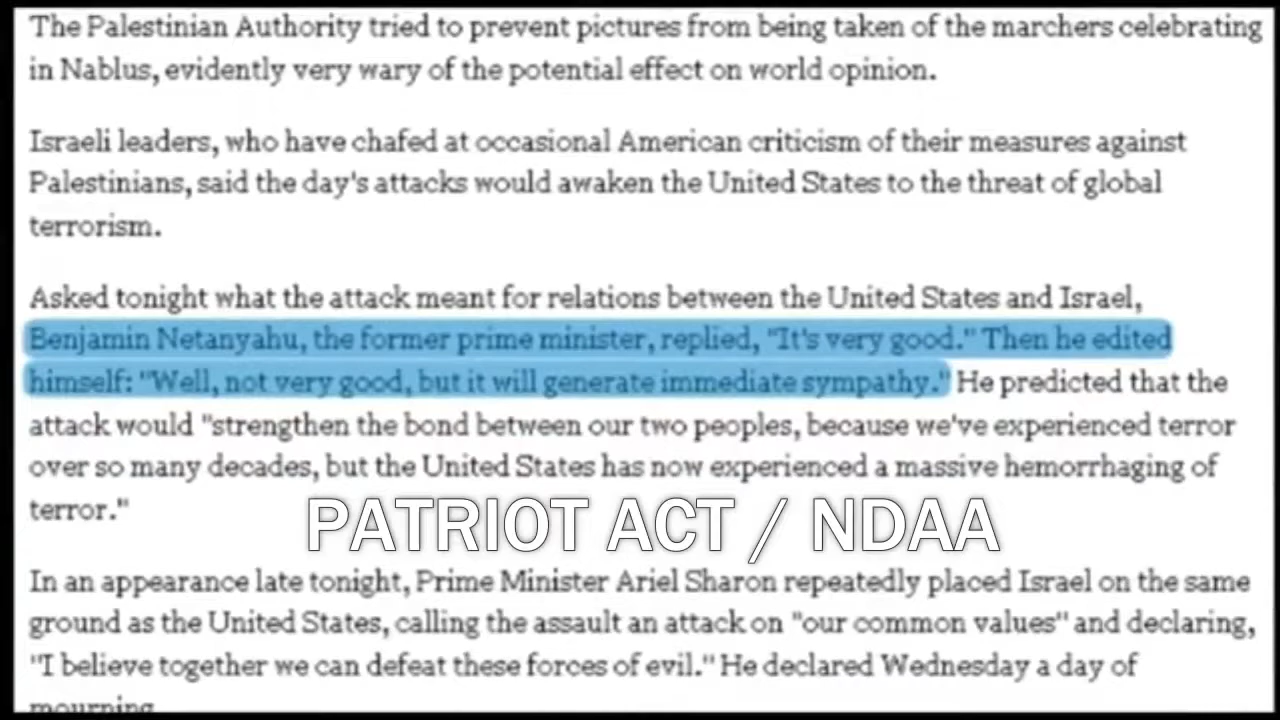 The Palestinian Authority tried to prevent pictures from being taken of the marchers celebrating
in Nablus, evidently very wary of the potential effect on world opinion.
Israeli leaders, who have chafed at occasional American criticism of their measures against
Palestinians, said the day's attacks would awaken the United States to the threat of global
terrorism.
Asked tonight what the attack meant for relations between the United States and Israel,
Benjamin Netanyahu, the former prime minister, replied, "It's very good." Then he edited
himself: "Well, not very good, but it will generate immediate sympathy." He predicted that the
attack would "strengthen the bond between our two peoples, because we've experienced terror
over so many decades, but the United States has now experienced a massive hemorrhaging of
terror."
PATRIOT ACT / NDAA
In an appearance late tonight, Prime Minister Ariel Sharon repeatedly placed Israel on the same
ground as the United States, calling the assault an attack on "our common values" and declaring,
"I believe together we can defeat these forces of evil." He declared Wednesday a day of
mourning.